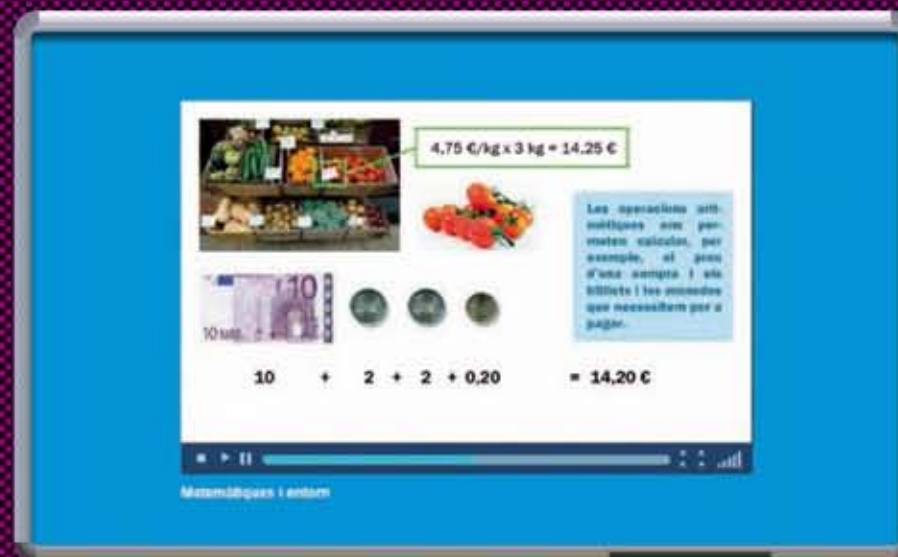 4,75 €/kg x 3 kg = 14,25 €
Les operacions arit-
mètiques ens per-
meten calcular, per
exemple, el preu
d'una compra i els
bitllets i les monedes
que necessitem per a
pagar.
10
10 + 2 + 2 + 0,20 = 14,20 €
Matemàtiques i entorn